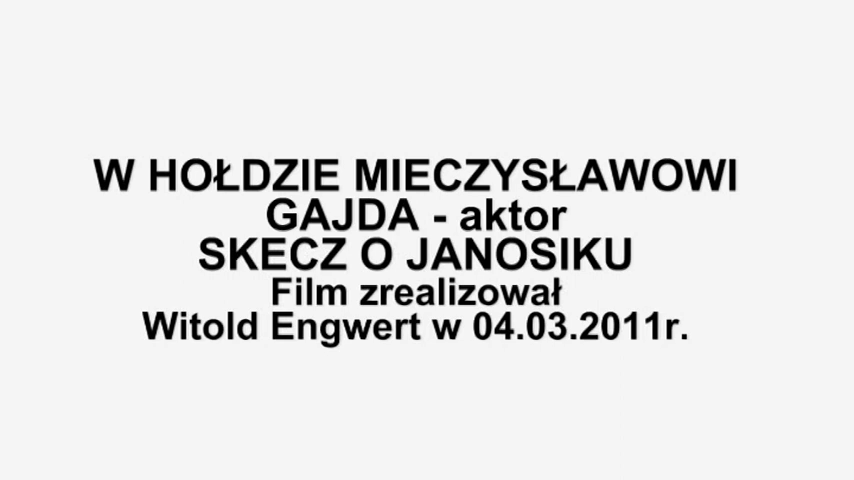 W HOŁDZIE MIECZYSŁAWOWI
GAJDA - aktor
SKECZ O JANOSIKU
Film zrealizował
Witold Engwert w 04.03.2011r.